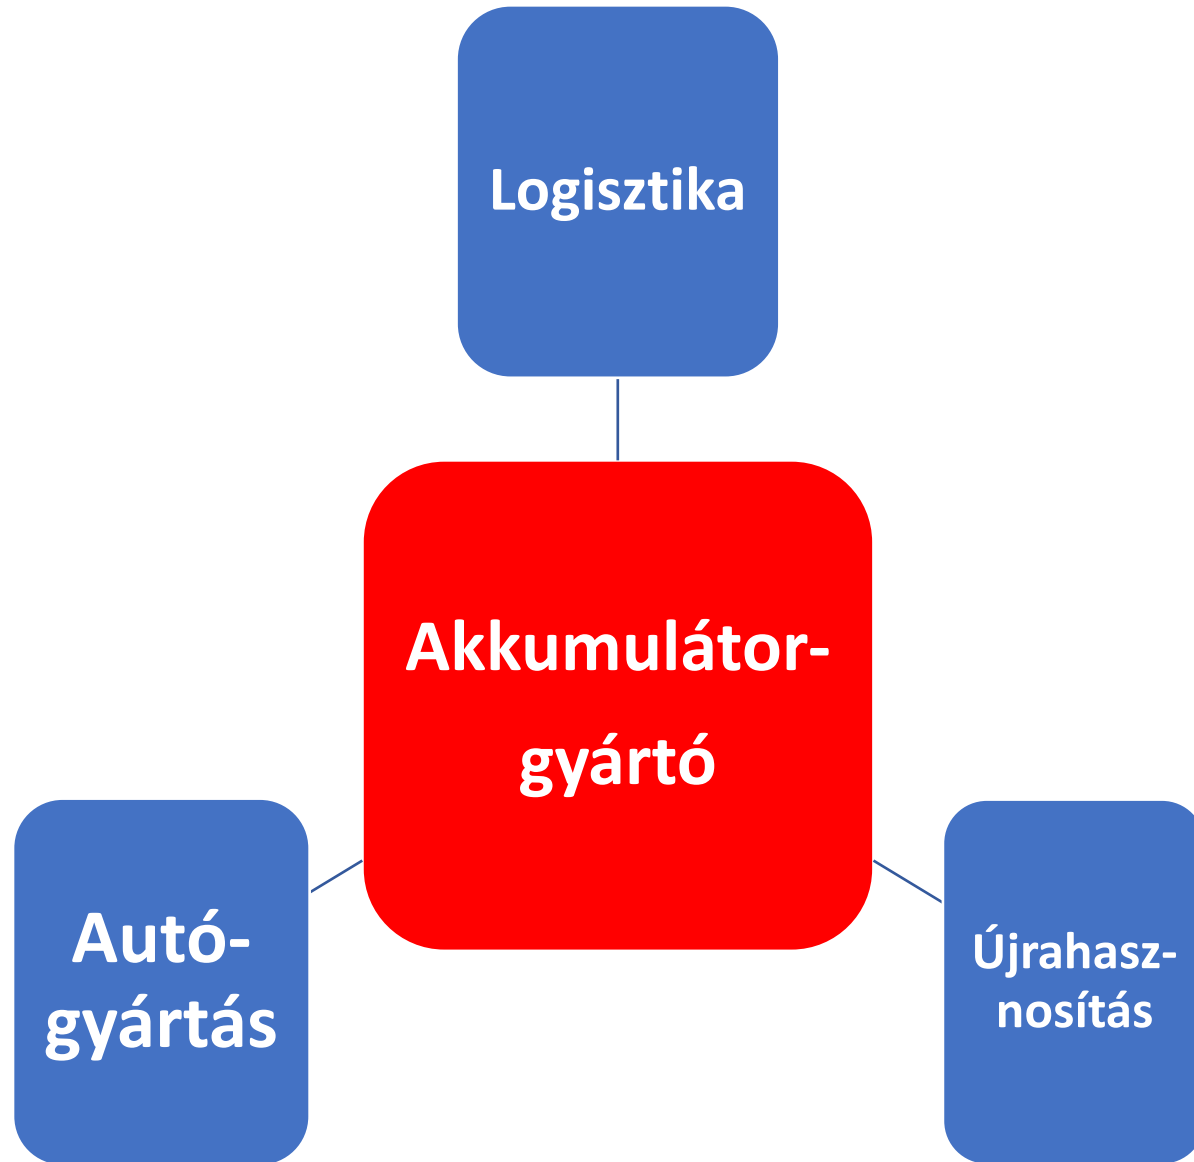 Logisztika
Akkumulátor-
gyártó
Autó-
gyártás
Újrahasz-
nosítás